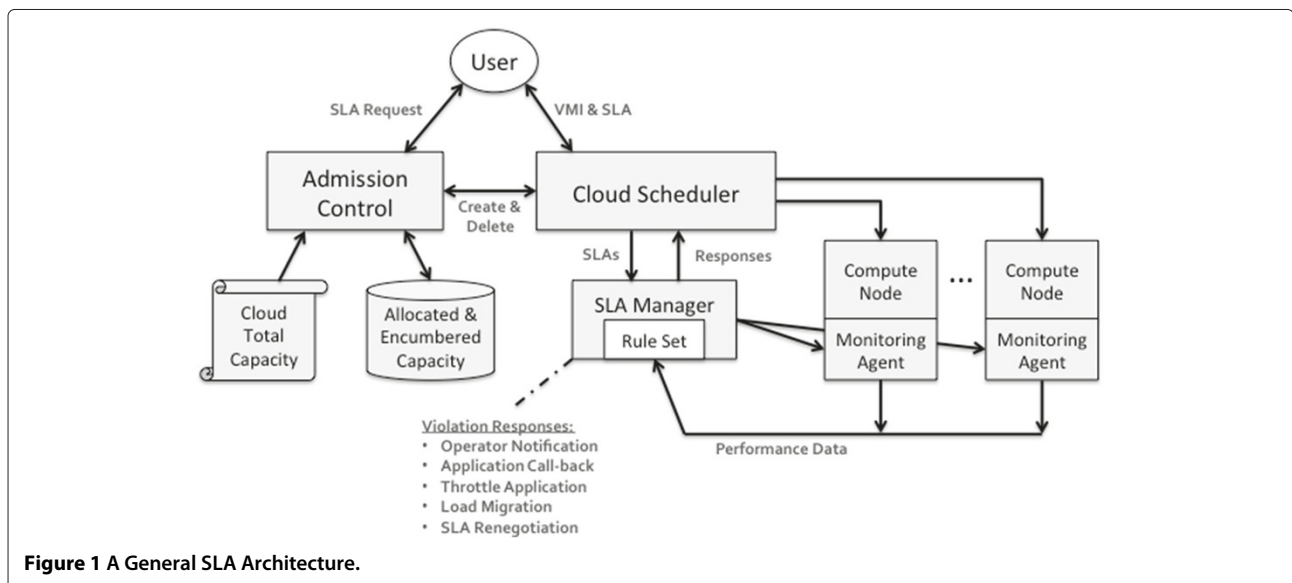 User
SLA Request
VMI & SLA
Admission
Control
Create &
Delete
Cloud Scheduler
SLAs
Responses
Cloud
Total
Capacity
Allocated &
Encumbered
Capacity
SLA Manager
Rule Set
Compute
Node
Monitoring
Agent
...
Compute
Node
Monitoring
Agent
Performance Data
Violation Responses:
• Operator Notification
• Application Call-back
• Throttle Application
• Load Migration
• SLA Renegotiation
Figure 1 A General SLA Architecture.